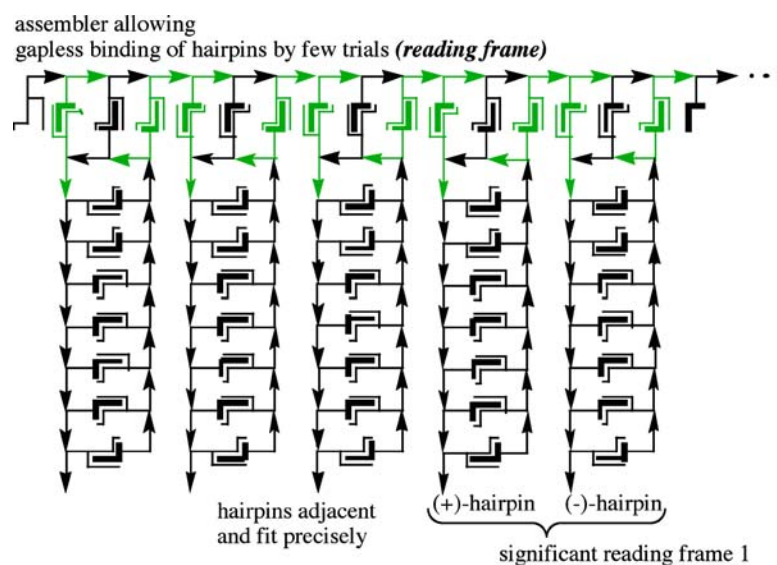 assembler allowing
gapless binding of hairpins by few trials (reading frame)
hairpins adjacent
and fit precisely
(+)-hairpin
(-)-hairpin
significant reading frame 1